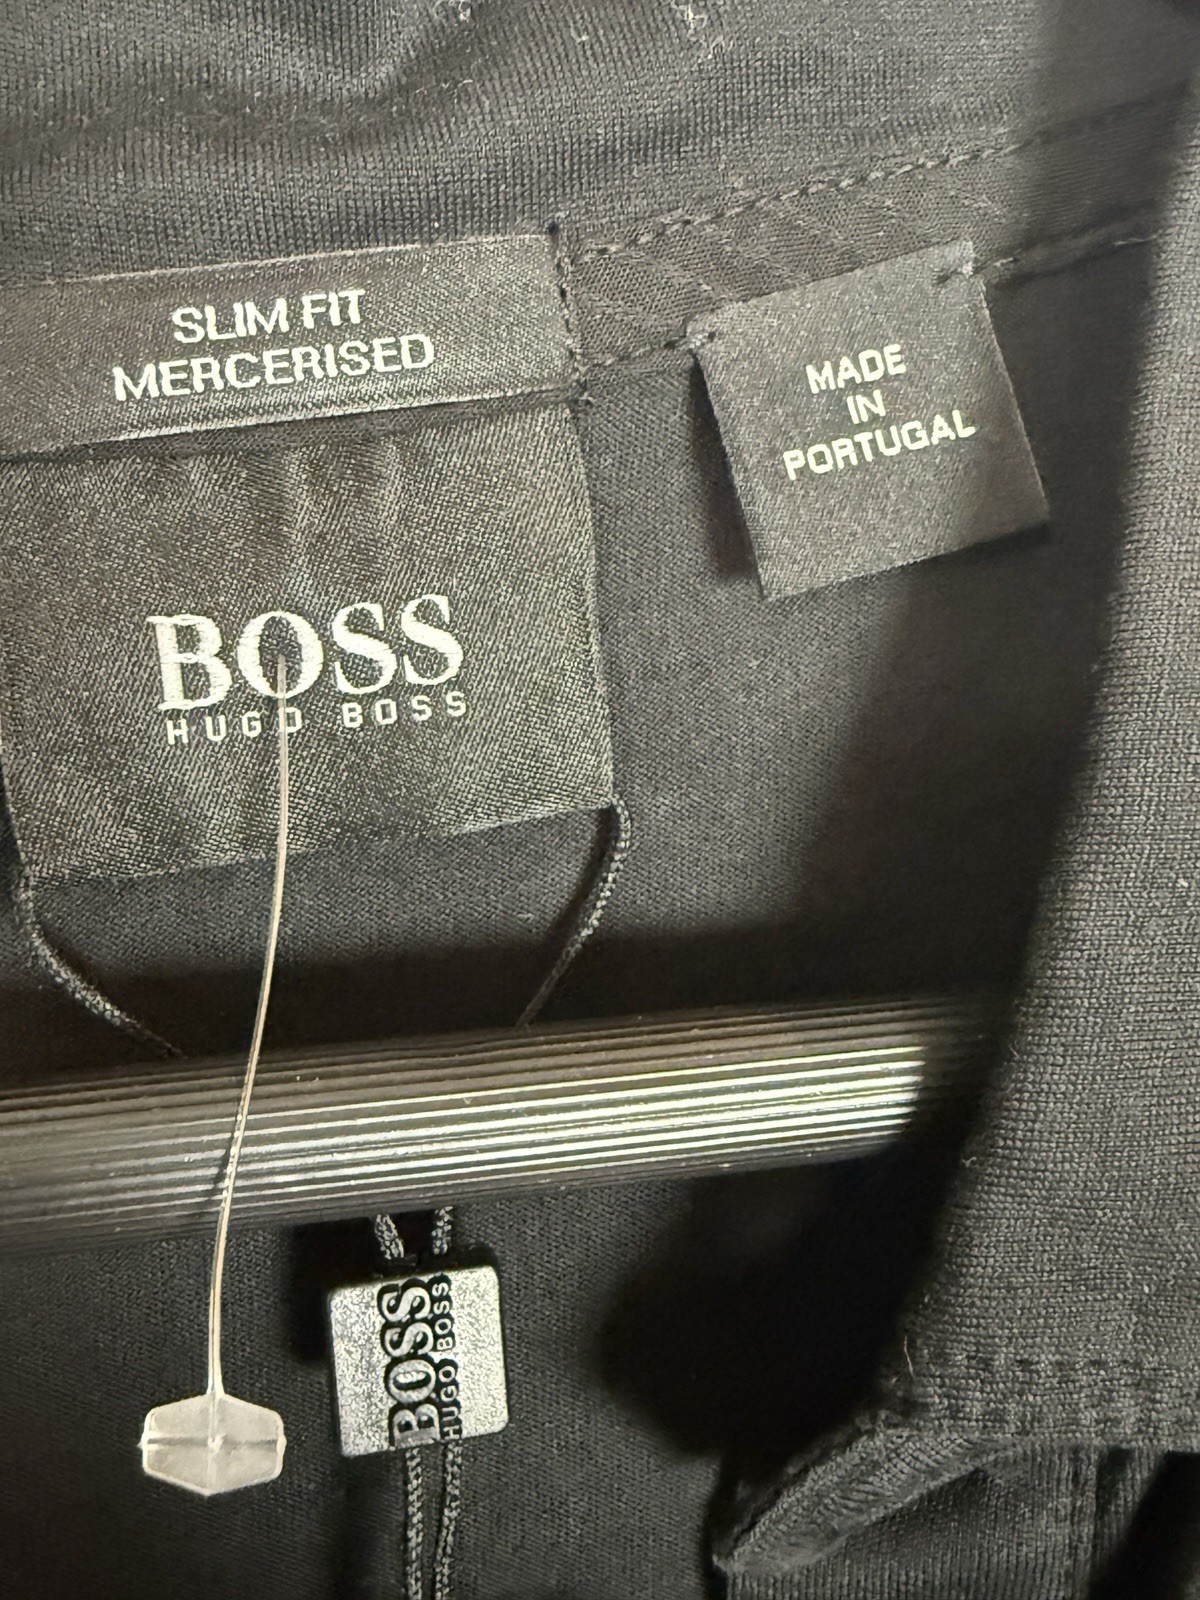 SLIM FIT
MERCERISED
BOSS
HUGO BOSS
MADE
IN
PORTUGAL
BOSS
HUGO BOSS